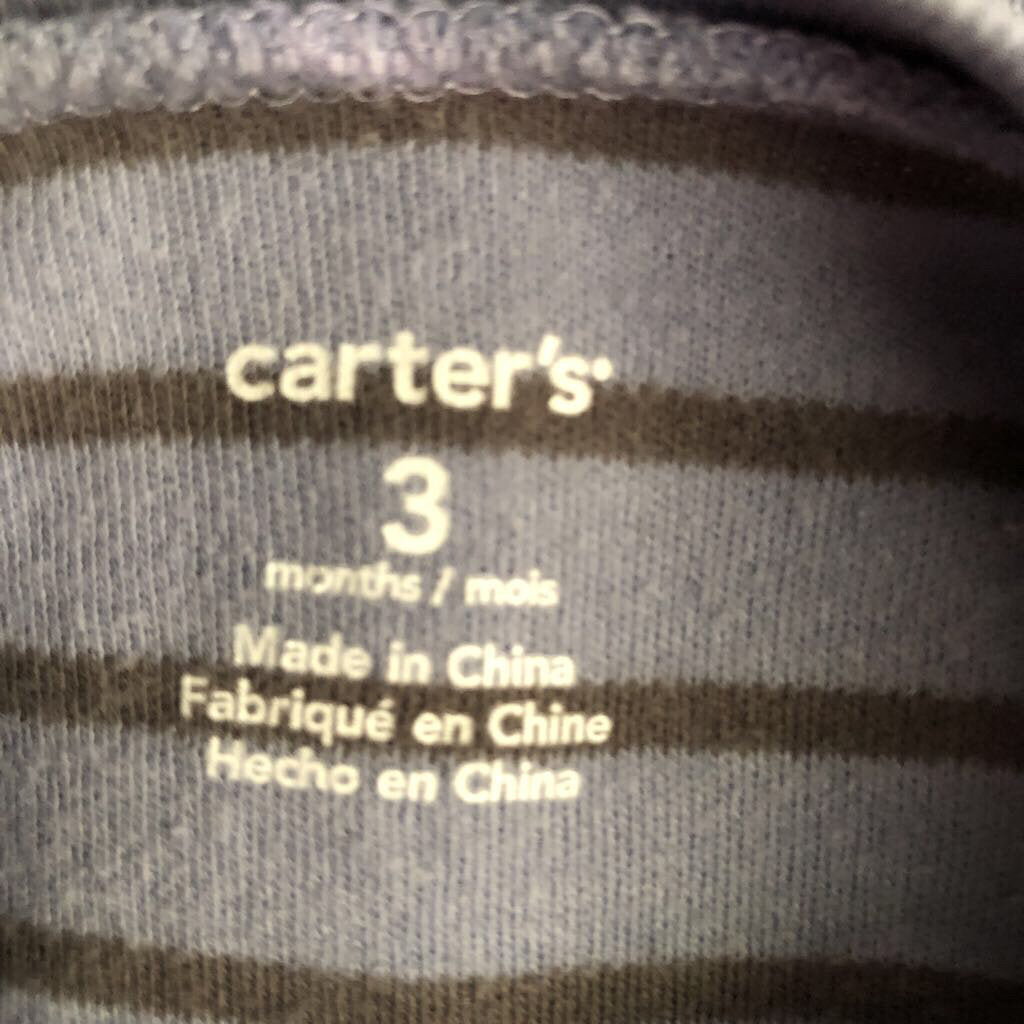 carter's
3
months / mois
Made in China
Fabriqué en Chine
Hecho en China